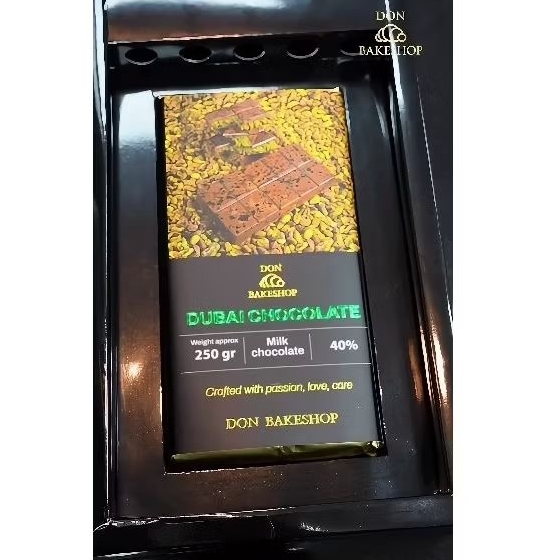 DON
BAKESHOP
DON
BAKESHOP
DUBAI CHOCOLATE
Weight approx
250 gr
Milk
chocolate
40%
Crafted with passion, love, care
DON BAKESHOP